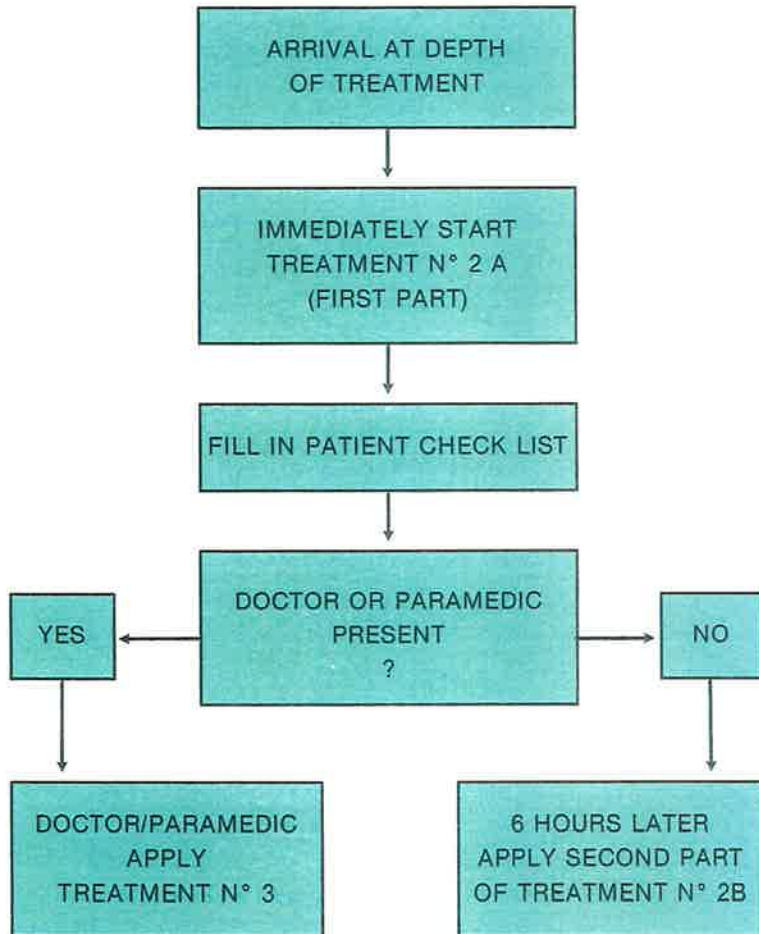 ARRIVAL AT DEPTH
OF TREATMENT
IMMEDIATELY START
TREATMENT N° 2 A
(FIRST PART)
FILL IN PATIENT CHECK LIST
DOCTOR OR PARAMEDIC
PRESENT
?
YES
NO
DOCTOR/PARAMEDIC
APPLY
TREATMENT N° 3
6 HOURS LATER
APPLY SECOND PART
OF TREATMENT N° 2B